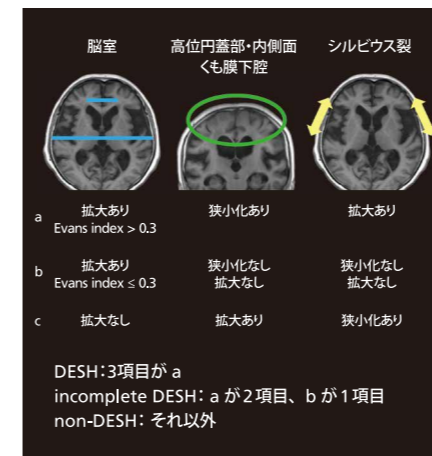 脳室 高位円蓋部・内側面 シルビウス裂
くも膜下腔
a 拡大あり 狭小化あり 拡大あり
Evans index > 0.3
b 拡大あり 狭小化なし 狭小化なし
Evans index ≤ 0.3 拡大なし 拡大なし
c 拡大なし 拡大あり 狭小化あり
DESH：3項目が a
incomplete DESH： a が2項目、b が1項目
non-DESH： それ以外